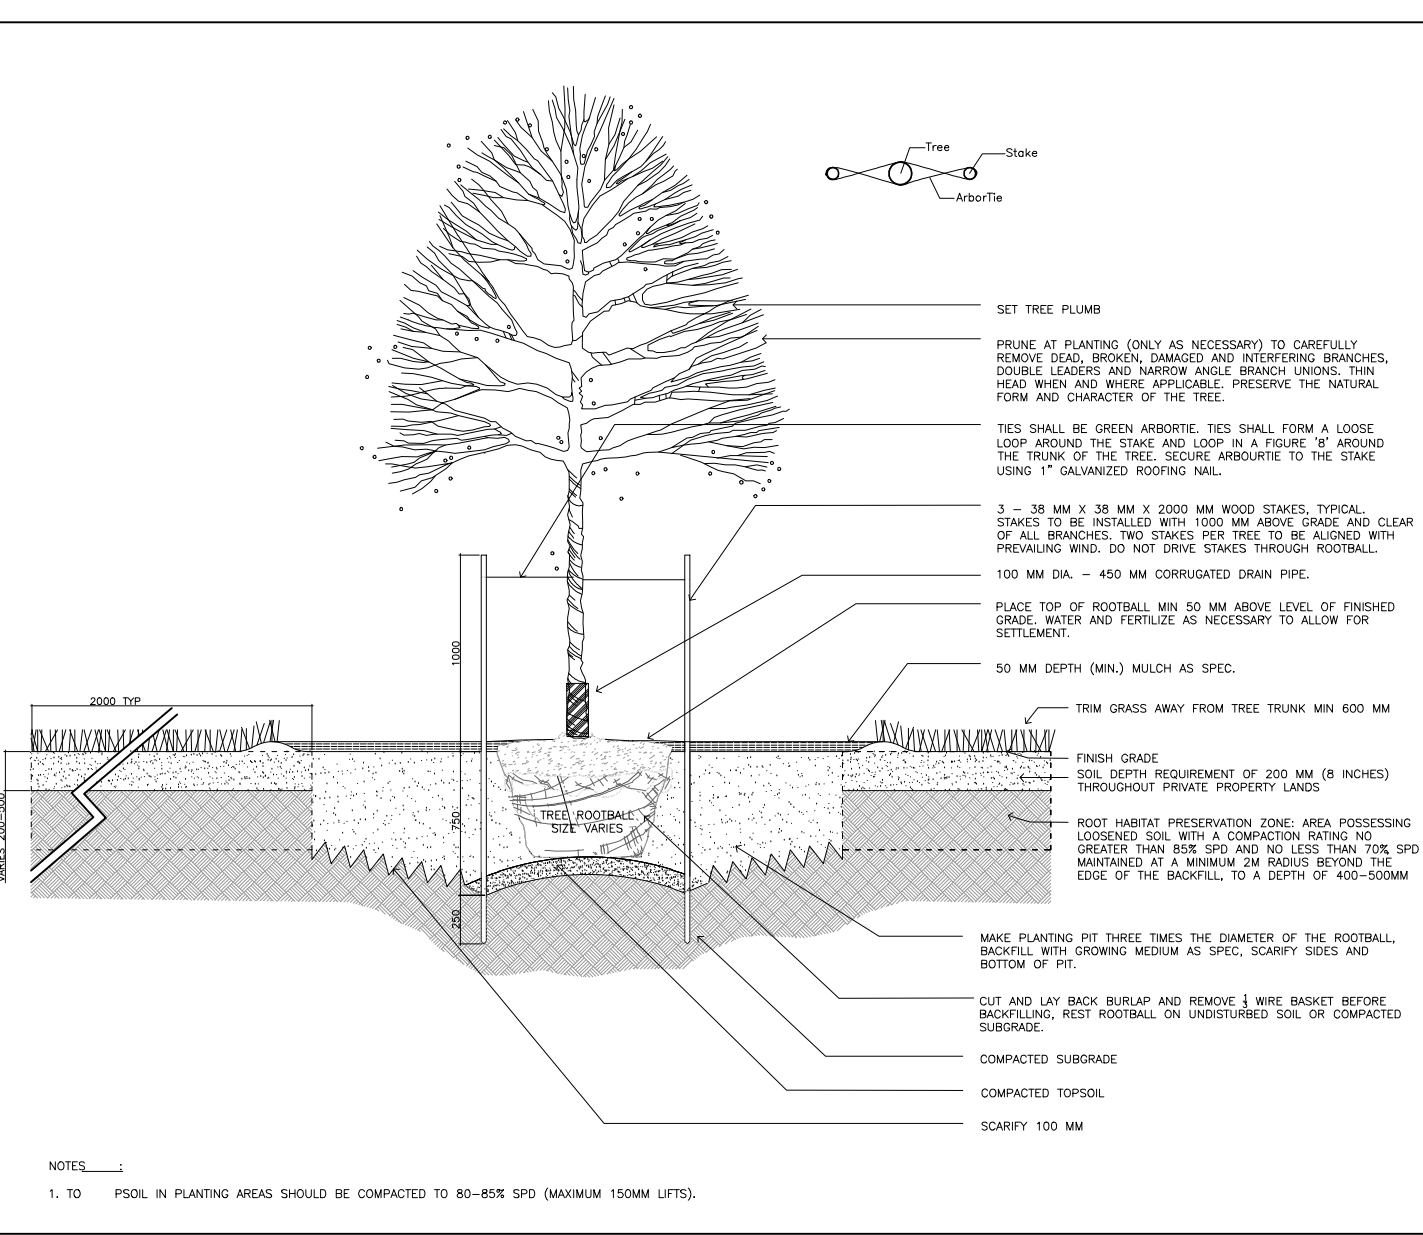 Tree
Stake
ArborTie
SET TREE PLUMB
PRUNE AT PLANTING (ONLY AS NECESSARY) TO CAREFULLY
REMOVE DEAD, BROKEN, DAMAGED AND INTERFERING BRANCHES,
DOUBLE LEADERS AND NARROW ANGLE BRANCH UNIONS. THIN
HEAD WHEN AND WHERE APPLICABLE. PRESERVE THE NATURAL
FORM AND CHARACTER OF THE TREE.
TIES SHALL BE GREEN ARBORTIE. TIES SHALL FORM A LOOSE
LOOP AROUND THE STAKE AND LOOP IN A FIGURE '8' AROUND
THE TRUNK OF THE TREE. SECURE ARBOURTIE TO THE STAKE
USING 1" GALVANIZED ROOFING NAIL.
3 – 38 MM X 38 MM X 2000 MM WOOD STAKES, TYPICAL.
STAKES TO BE INSTALLED WITH 1000 MM ABOVE GRADE AND CLEAR
OF ALL BRANCHES. TWO STAKES PER TREE TO BE ALIGNED WITH
PREVAILING WIND. DO NOT DRIVE STAKES THROUGH ROOTBALL.
100 MM DIA. – 450 MM CORRUGATED DRAIN PIPE.
PLACE TOP OF ROOTBALL MIN 50 MM ABOVE LEVEL OF FINISHED
GRADE. WATER AND FERTILIZE AS NECESSARY TO ALLOW FOR
SETTLEMENT.
50 MM DEPTH (MIN.) MULCH AS SPEC.
TRIM GRASS AWAY FROM TREE TRUNK MIN 600 MM
FINISH GRADE
SOIL DEPTH REQUIREMENT OF 200 MM (8 INCHES)
THROUGHOUT PRIVATE PROPERTY LANDS
ROOT HABITAT PRESERVATION ZONE: AREA POSSESSING
LOOSENED SOIL WITH A COMPACTION RATING NO
GREATER THAN 85% SPD AND NO LESS THAN 70% SPD
MAINTAINED AT A MINIMUM 2M RADIUS BEYOND THE
EDGE OF THE BACKFILL, TO A DEPTH OF 400–500MM
MAKE PLANTING PIT THREE TIMES THE DIAMETER OF THE ROOTBALL,
BACKFILL WITH GROWING MEDIUM AS SPEC, SCARIFY SIDES AND
BOTTOM OF PIT.
CUT AND LAY BACK BURLAP AND REMOVE ⅓ WIRE BASKET BEFORE
BACKFILLING, REST ROOTBALL ON UNDISTURBED SOIL OR COMPACTED
SUBGRADE.
COMPACTED SUBGRADE
COMPACTED TOPSOIL
SCARIFY 100 MM
2000 TYP
1000
750
250
VARIES 200–500
TREE ROOTBALL
SIZE VARIES
NOTES :
1. TO PSOIL IN PLANTING AREAS SHOULD BE COMPACTED TO 80–85% SPD (MAXIMUM 150MM LIFTS).